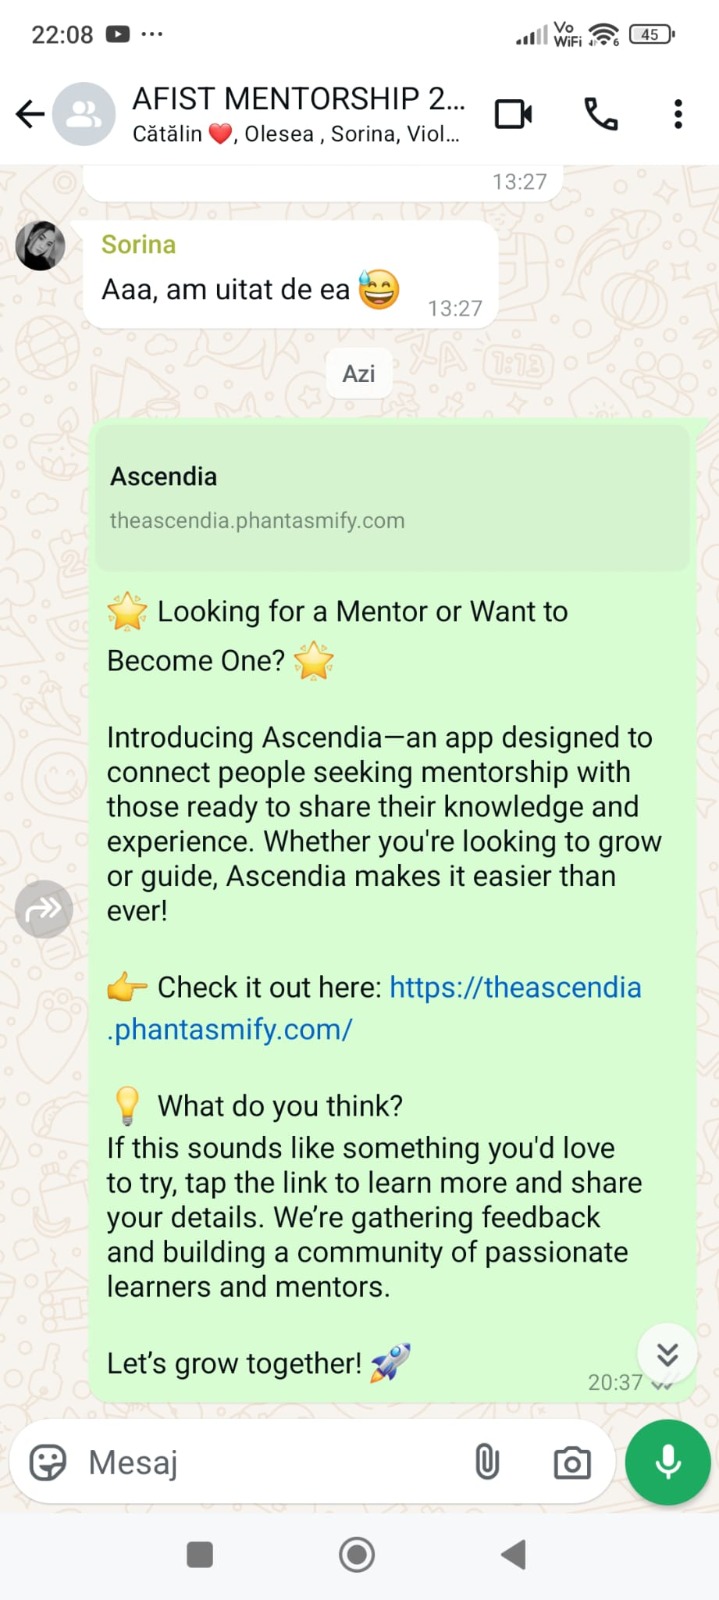 22:08
Vo
WiFi
6
45
AFIST MENTORSHIP 2...
Cătălin ❤️, Olesea , Sorina, Viol...
13:27
Sorina
Aaa, am uitat de ea 😅
13:27
Azi
Ascendia
theascendia.phantasmify.com
🌟 Looking for a Mentor or Want to
Become One? 🌟
Introducing Ascendia—an app designed to
connect people seeking mentorship with
those ready to share their knowledge and
experience. Whether you're looking to grow
or guide, Ascendia makes it easier than
ever!
👉 Check it out here: https://theascendia
.phantasmify.com/
💡 What do you think?
If this sounds like something you'd love
to try, tap the link to learn more and share
your details. We’re gathering feedback
and building a community of passionate
learners and mentors.
Let’s grow together! 🚀
20:37
Mesaj